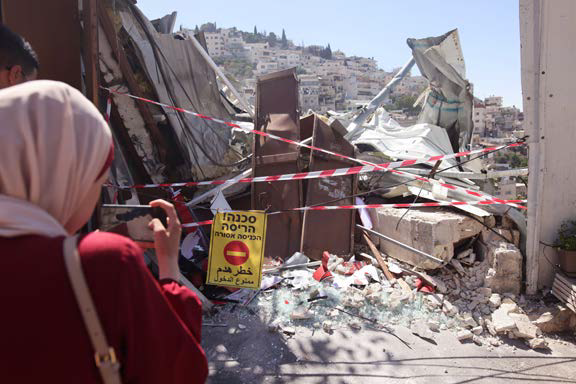 סכנה!
הריסה
הכניסה אסורה
خطر هدم
ممنوع الدخول